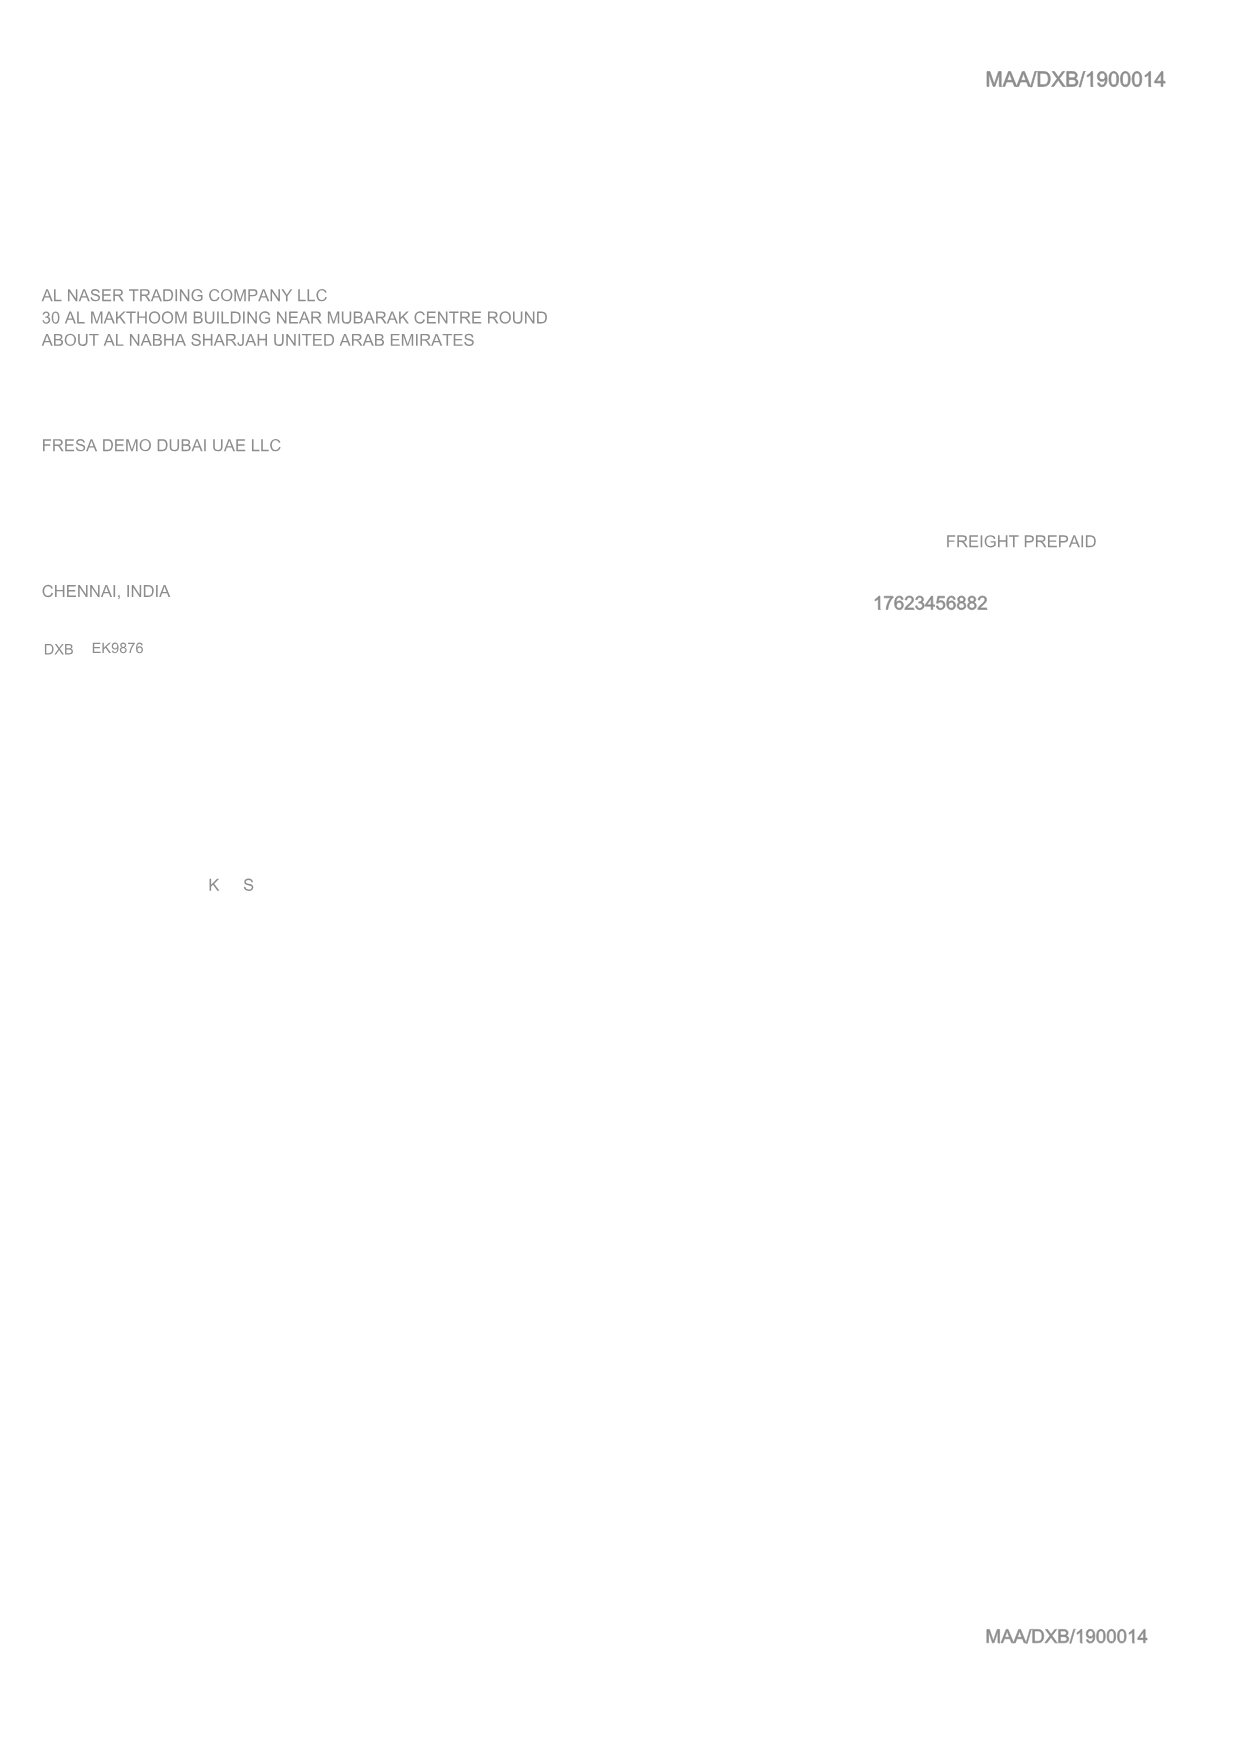 MAA/DXB/1900014
AL NASER TRADING COMPANY LLC
30 AL MAKTHOOM BUILDING NEAR MUBARAK CENTRE ROUND
ABOUT AL NABHA SHARJAH UNITED ARAB EMIRATES
FRESA DEMO DUBAI UAE LLC
FREIGHT PREPAID
CHENNAI, INDIA
17623456882
DXB EK9876
K S
MAA/DXB/1900014